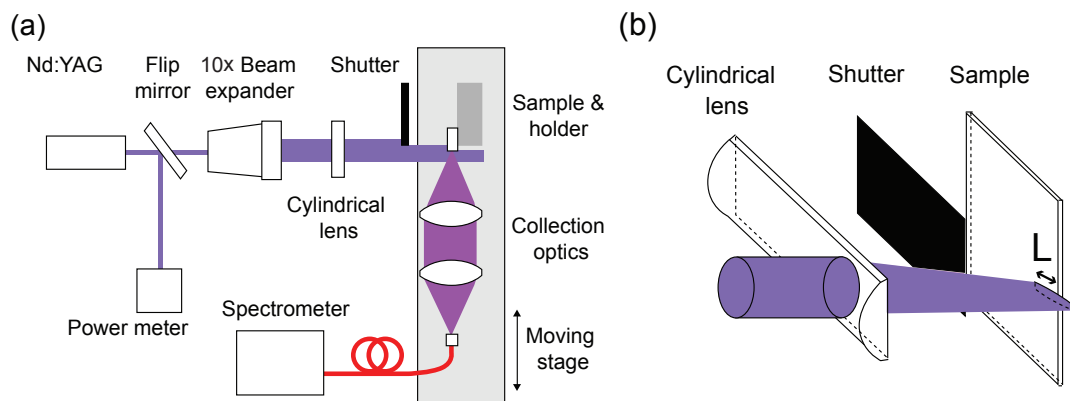 (a)
Nd:YAG
Flip
mirror
10x Beam
expander
Shutter
Sample &
holder
Cylindrical
lens
Collection
optics
Power meter
Spectrometer
Moving
stage
(b)
Cylindrical
lens
Shutter
Sample
L